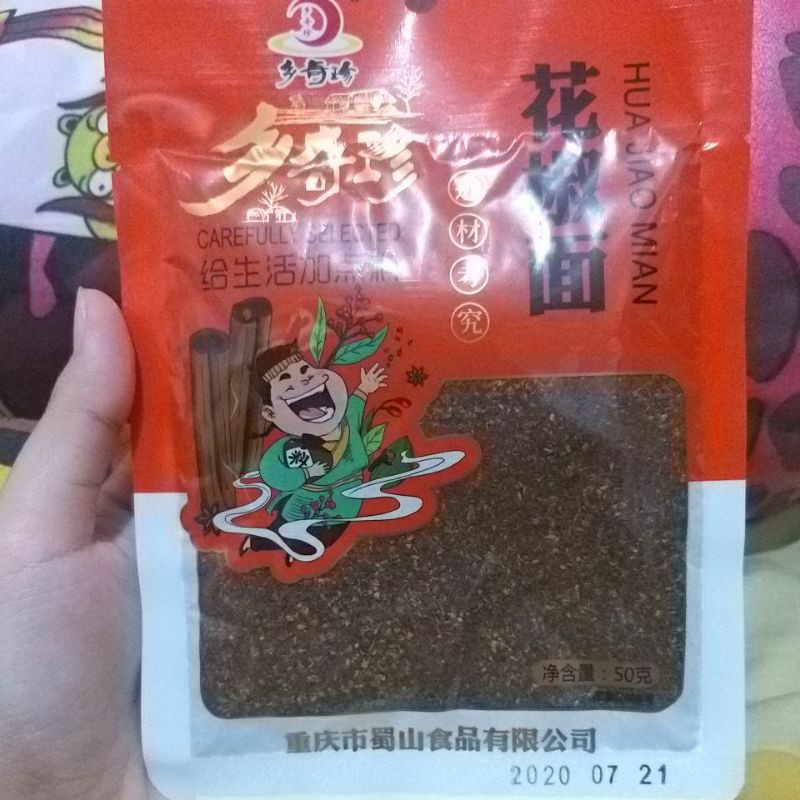 乡奇珍
乡奇珍
CAREFULLY SELECTED
给生活加点料
选材考究
花椒面
HUA JIAO MIAN
净含量：50克
重庆市蜀山食品有限公司
2020 07 21